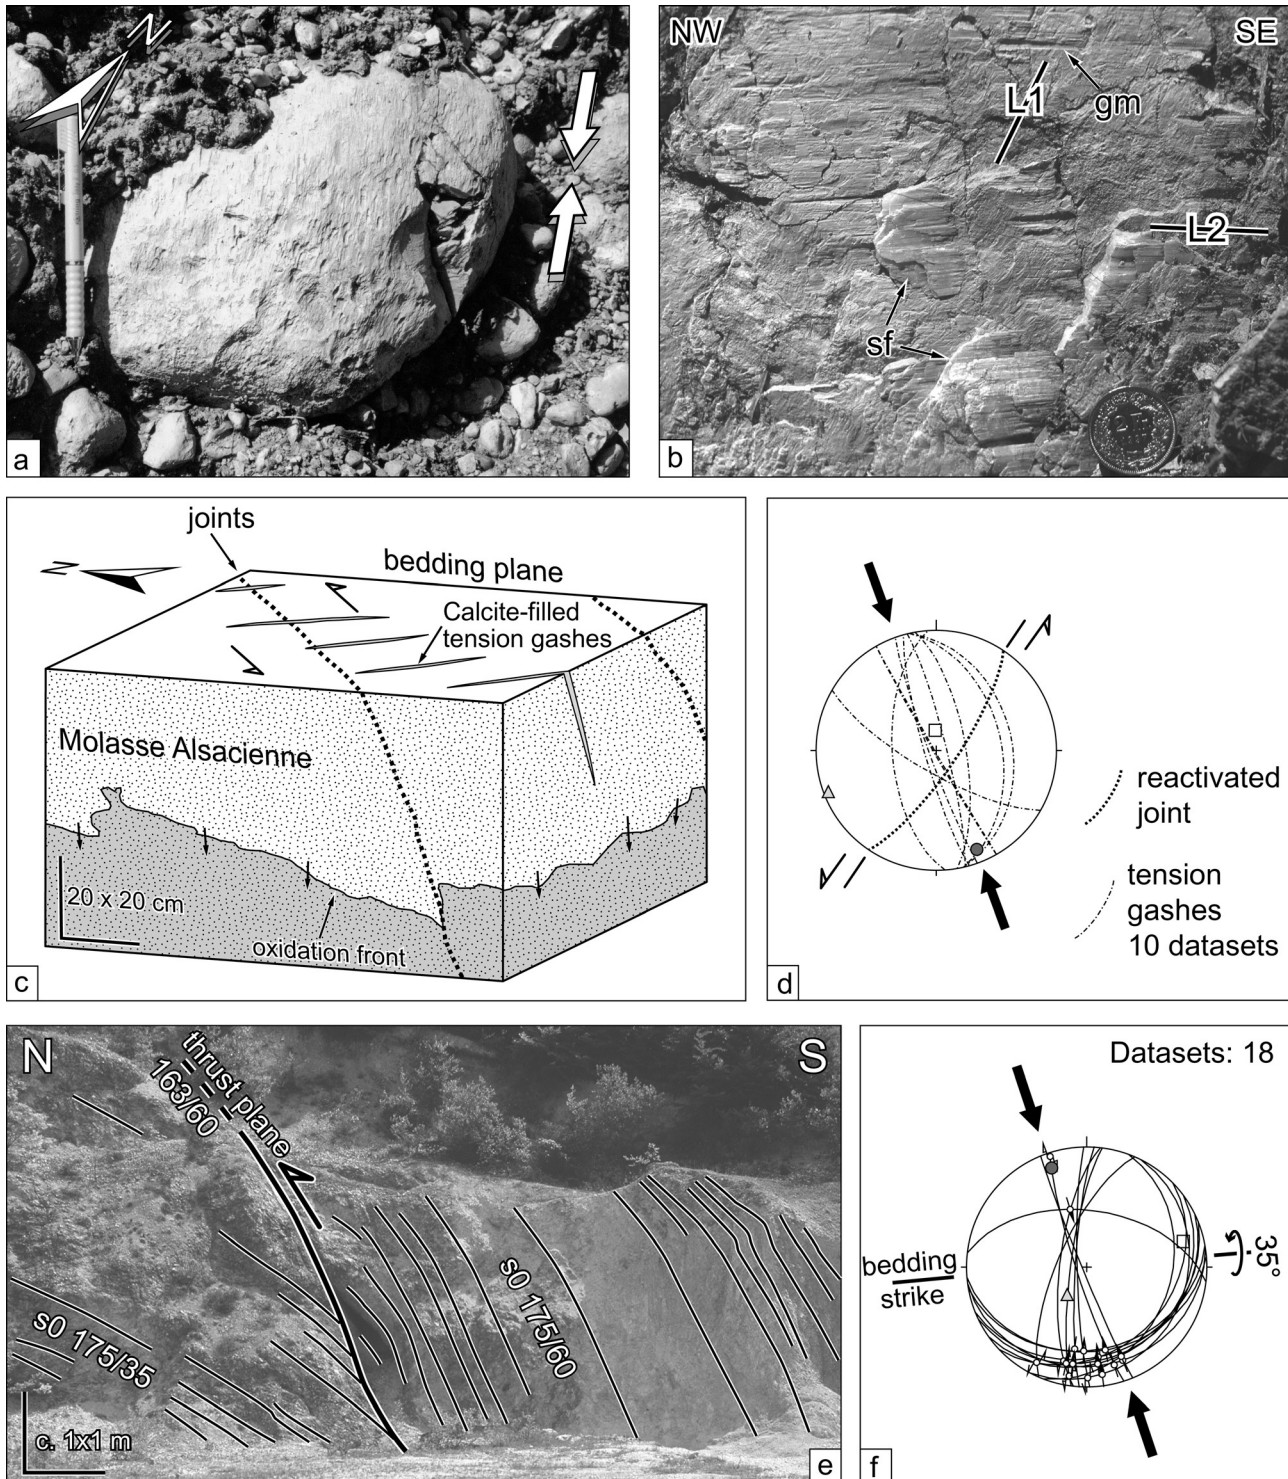 N
a
NW
SE
L1
gm
L2
sf
b
joints
N
bedding plane
Calcite-filled
tension gashes
Molasse Alsacienne
20 x 20 cm
oxidation front
c
reactivated
joint
tension
gashes
10 datasets
d
N
S
thrust plane
163/60
s0 175/35
s0 175/60
c. 1x1 m
e
Datasets: 18
bedding
strike
35°
f